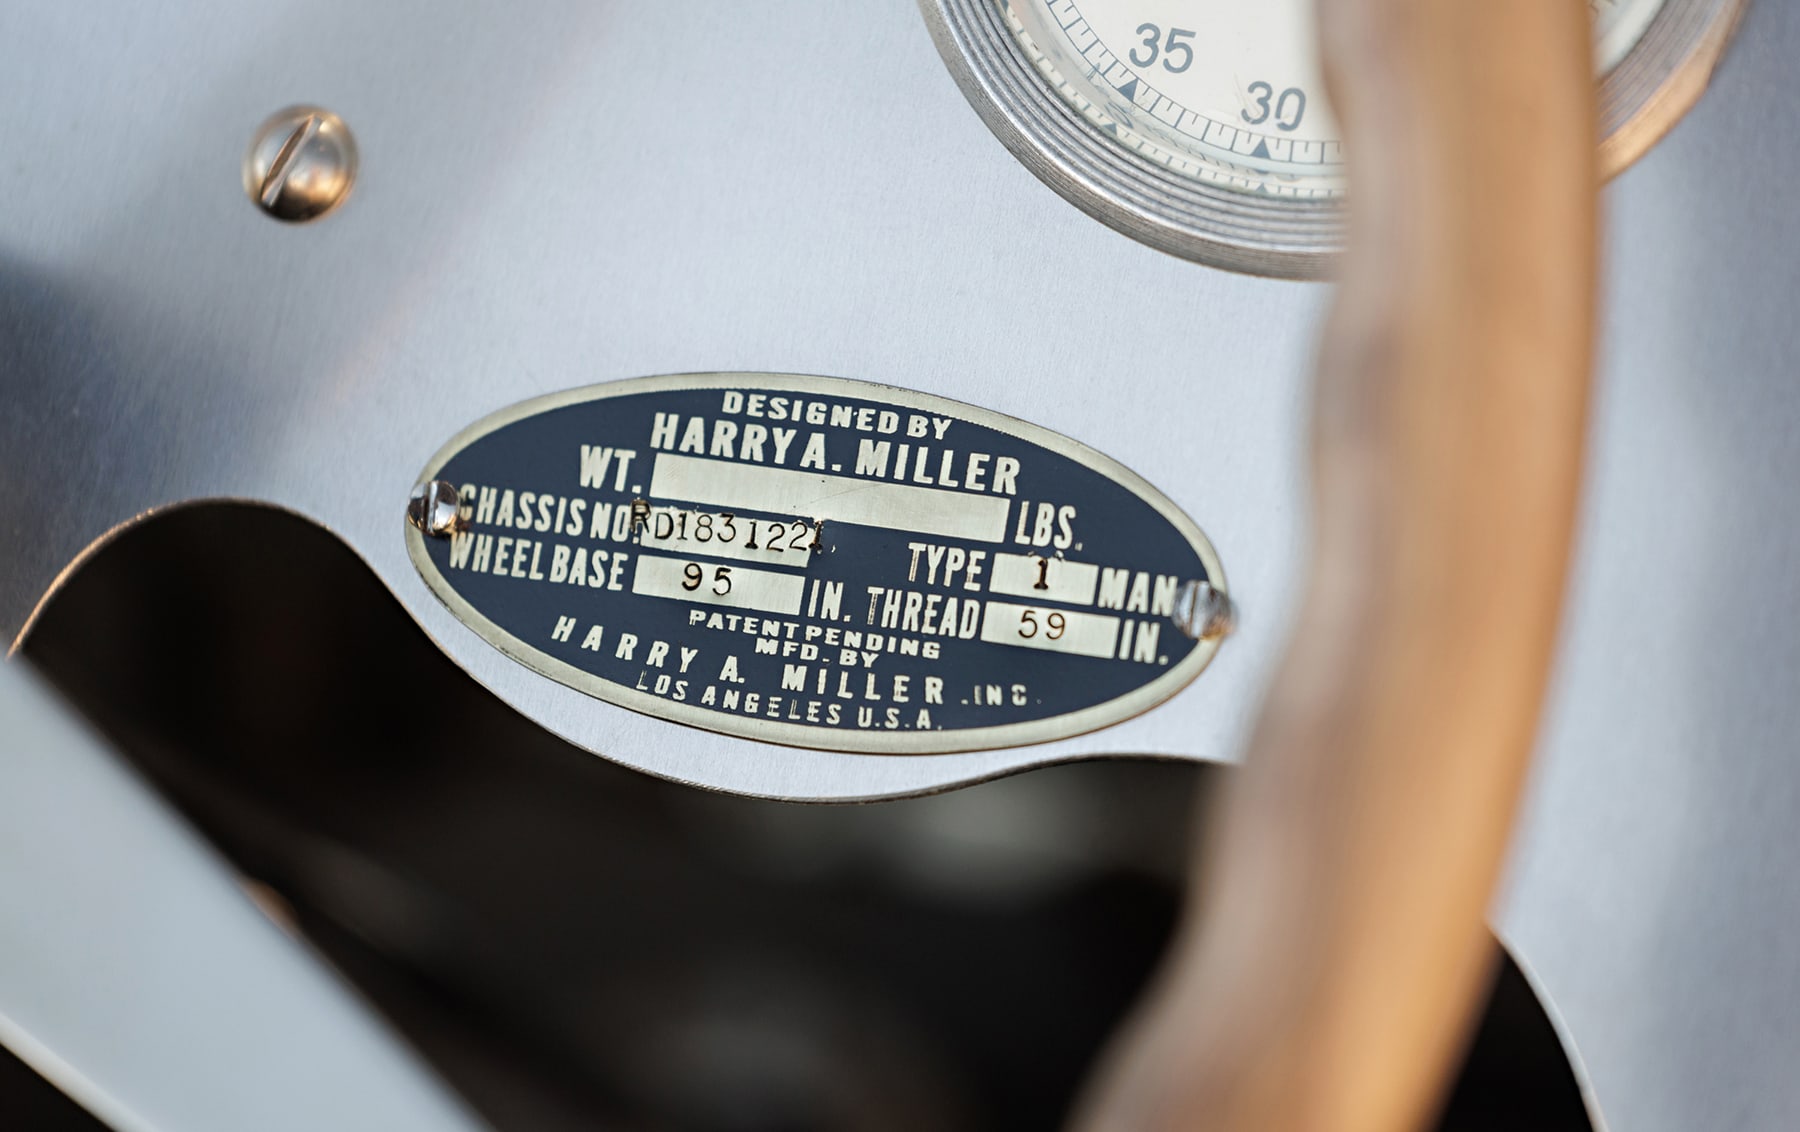 35
30
DESIGNED BY
HARRY A. MILLER
WT. LBS.
CHASSIS NO. RD1831221 TYPE 1 MAN
WHEEL BASE 95 IN. THREAD 59 IN.
PATENT PENDING
MFD. BY
HARRY A. MILLER .INC.
LOS ANGELES U.S.A.